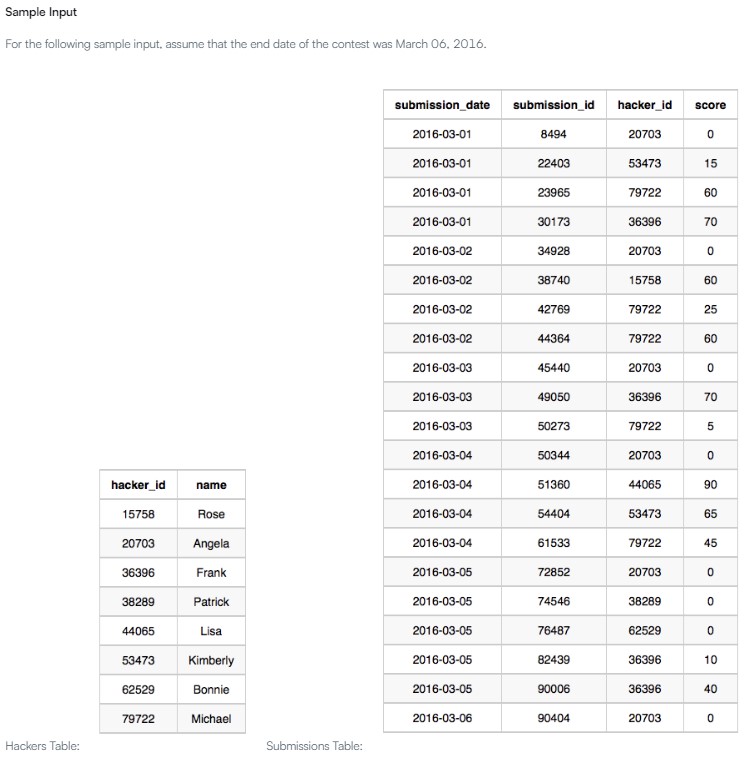 Sample Input
For the following sample input, assume that the end date of the contest was March 06, 2016.
hacker_id name
15758 Rose
20703 Angela
36396 Frank
38289 Patrick
44065 Lisa
53473 Kimberly
62529 Bonnie
79722 Michael
Hackers Table:
submission_date submission_id hacker_id score
2016-03-01 8494 20703 0
2016-03-01 22403 53473 15
2016-03-01 23965 79722 60
2016-03-01 30173 36396 70
2016-03-02 34928 20703 0
2016-03-02 38740 15758 60
2016-03-02 42769 79722 25
2016-03-02 44364 79722 60
2016-03-03 45440 20703 0
2016-03-03 49050 36396 70
2016-03-03 50273 79722 5
2016-03-04 50344 20703 0
2016-03-04 51360 44065 90
2016-03-04 54404 53473 65
2016-03-04 61533 79722 45
2016-03-05 72852 20703 0
2016-03-05 74546 38289 0
2016-03-05 76487 62529 0
2016-03-05 82439 36396 10
2016-03-05 90006 36396 40
2016-03-06 90404 20703 0
Submissions Table: